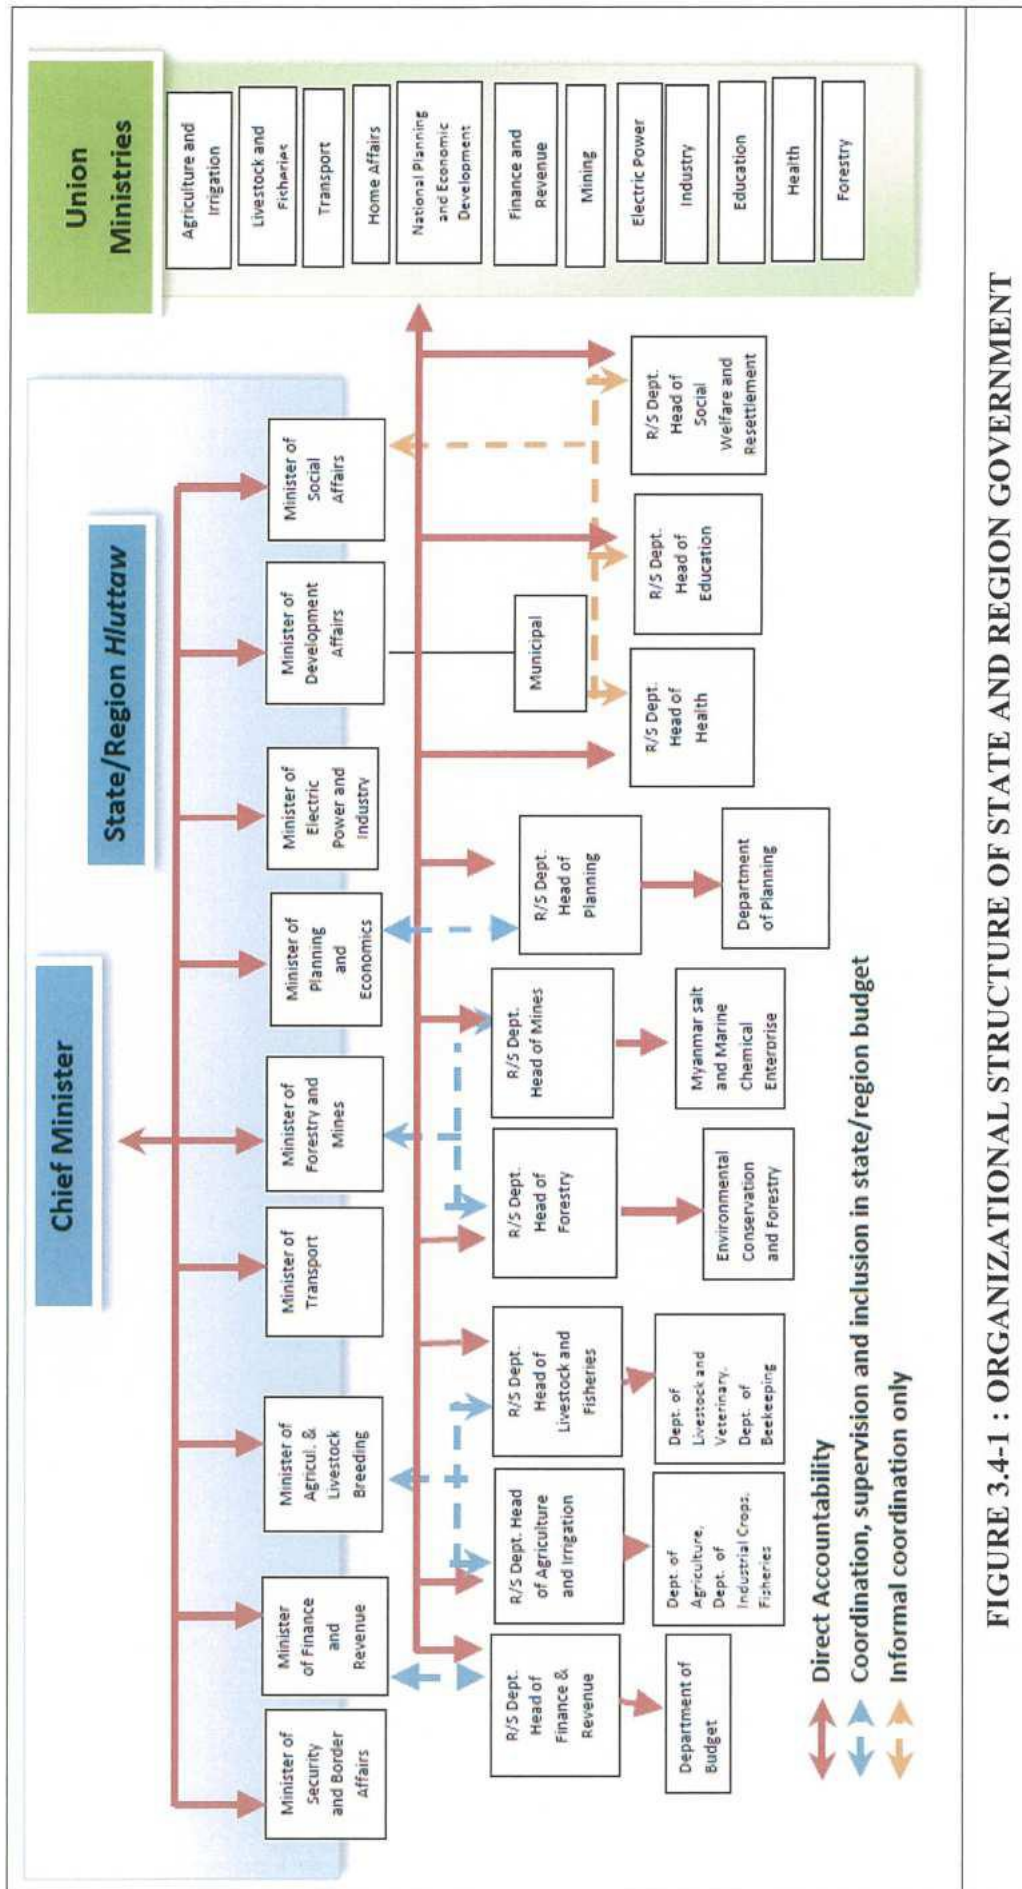 Chief Minister
State/Region Hluttaw
Union
Ministries
Minister of
Security
and Border
Affairs
Minister
of Finance
and
Revenue
Minister of
Agricul. &
Livestock
Breeding
Minister of
Transport
Minister of
Forestry and
Mines
Minister of
Planning
and
Economics
Minister of
Electric
Power and
Industry
Minister of
Development
Affairs
Minister of
Social
Affairs
Agriculture and
Irrigation
Livestock and
Fisheries
Transport
Home Affairs
National Planning
and Economic
Development
Finance and
Revenue
Mining
Electric Power
Industry
Education
Health
Forestry
Municipal
R/S Dept.
Head of
Finance &
Revenue
R/S Dept. Head
of Agriculture
and Irrigation
R/S Dept.
Head of
Livestock and
Fisheries
R/S Dept.
Head of
Forestry
R/S Dept.
Head of Mines
R/S Dept.
Head of
Planning
R/S Dept.
Head of
Health
R/S Dept.
Head of
Education
R/S Dept.
Head of
Social
Welfare and
Resettlement
Department of
Budget
Dept. of
Agriculture,
Dept. of
Industrial Crops.
Fisheries
Dept. of
Livestock and
Veterinary.
Dept. of
Beekeeping
Environmental
Conservation
and Forestry
Myanmar salt
and Marine
Chemical
Enterprise
Department
of Planning
Direct Accountability
Coordination, supervision and inclusion in state/region budget
Informal coordination only
FIGURE 3.4-1 : ORGANIZATIONAL STRUCTURE OF STATE AND REGION GOVERNMENT